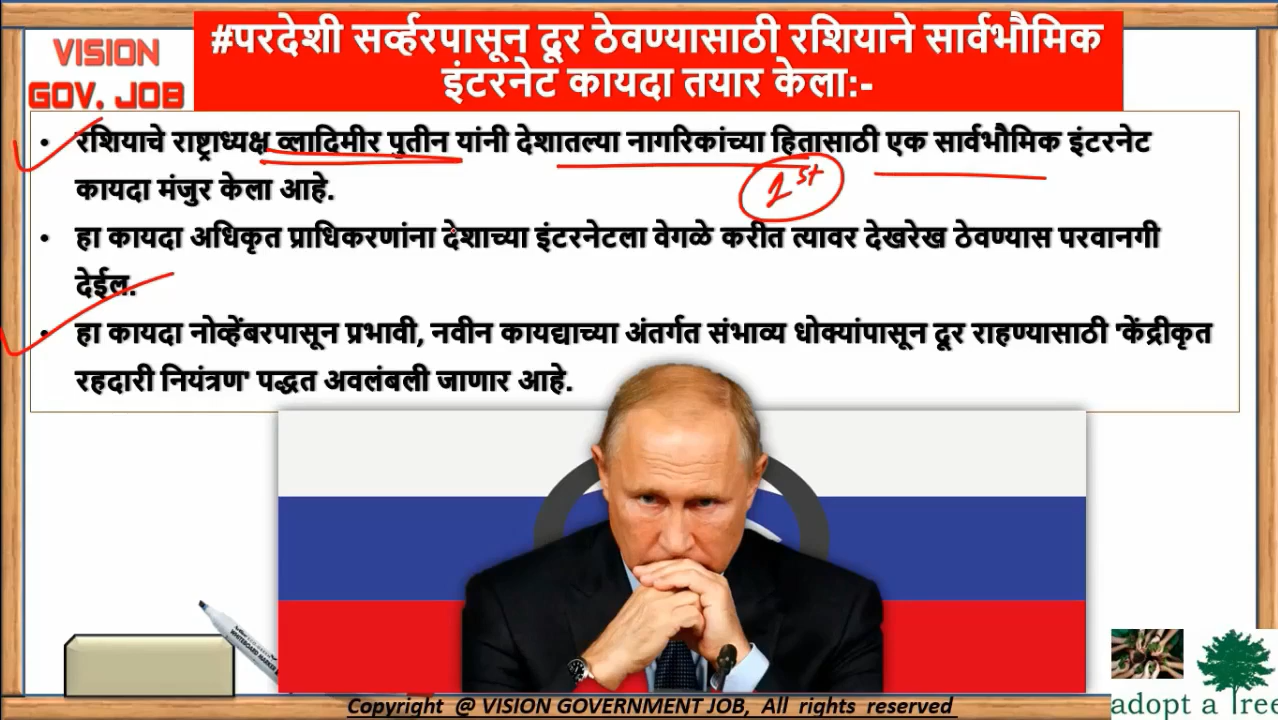 VISION
GOV. JOB
#परदेशी सर्व्हरपासून दूर ठेवण्यासाठी रशियाने सार्वभौमिक
इंटरनेट कायदा तयार केला:-
• रशियाचे राष्ट्राध्यक्ष व्लादिमीर पुतीन यांनी देशातल्या नागरिकांच्या हितासाठी एक सार्वभौमिक इंटरनेट
कायदा मंजुर केला आहे.
1st
• हा कायदा अधिकृत प्राधिकरणांना देशाच्या इंटरनेटला वेगळे करीत त्यावर देखरेख ठेवण्यास परवानगी
देईल.
• हा कायदा नोव्हेंबरपासून प्रभावी, नवीन कायद्याच्या अंतर्गत संभाव्य धोक्यांपासून दूर राहण्यासाठी 'केंद्रीकृत
रहदारी नियंत्रण' पद्धत अवलंबली जाणार आहे.
Copyright @ VISION GOVERNMENT JOB, All rights reserved
adopt a Tree